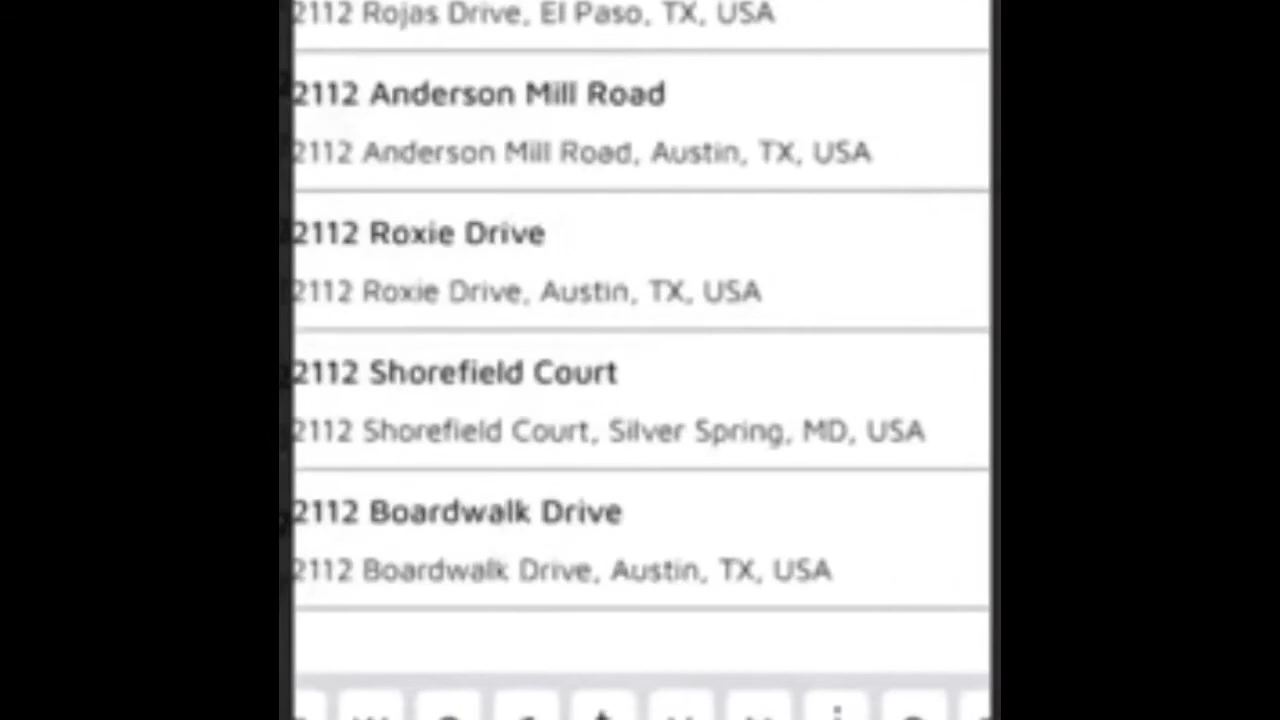 2112 Rojas Drive, El Paso, TX, USA
2112 Anderson Mill Road
2112 Anderson Mill Road, Austin, TX, USA
2112 Roxie Drive
2112 Roxie Drive, Austin, TX, USA
2112 Shorefield Court
2112 Shorefield Court, Silver Spring, MD, USA
2112 Boardwalk Drive
2112 Boardwalk Drive, Austin, TX, USA